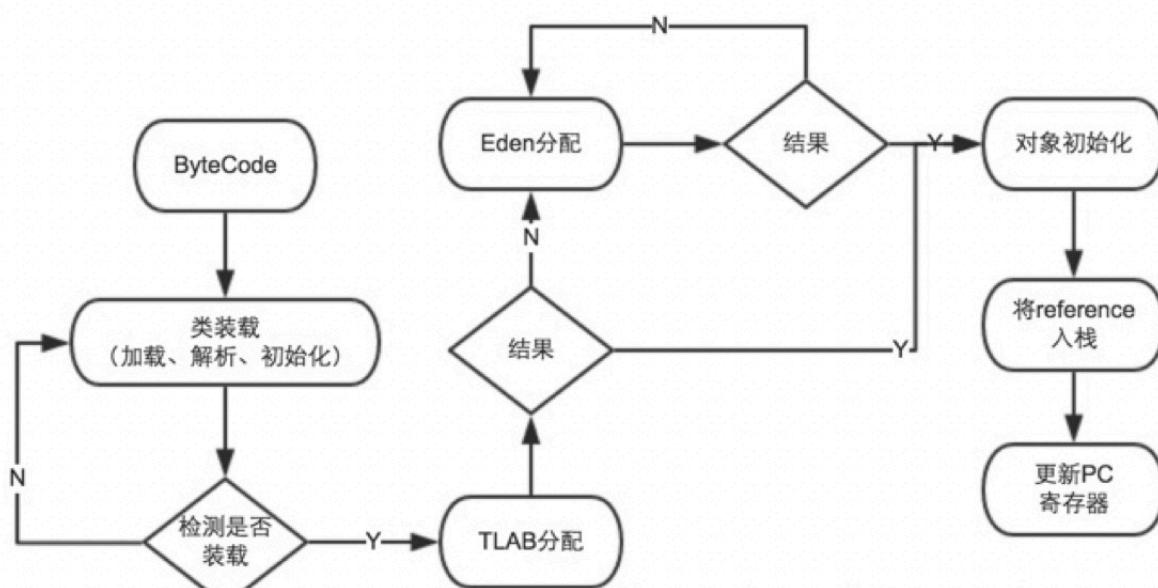 N
Eden分配
结果
Y
对象初始化
ByteCode
N
类装载
（加载、解析、初始化）
结果
Y
将reference
入栈
N
检测是否
装载
Y
TLAB分配
更新PC
寄存器